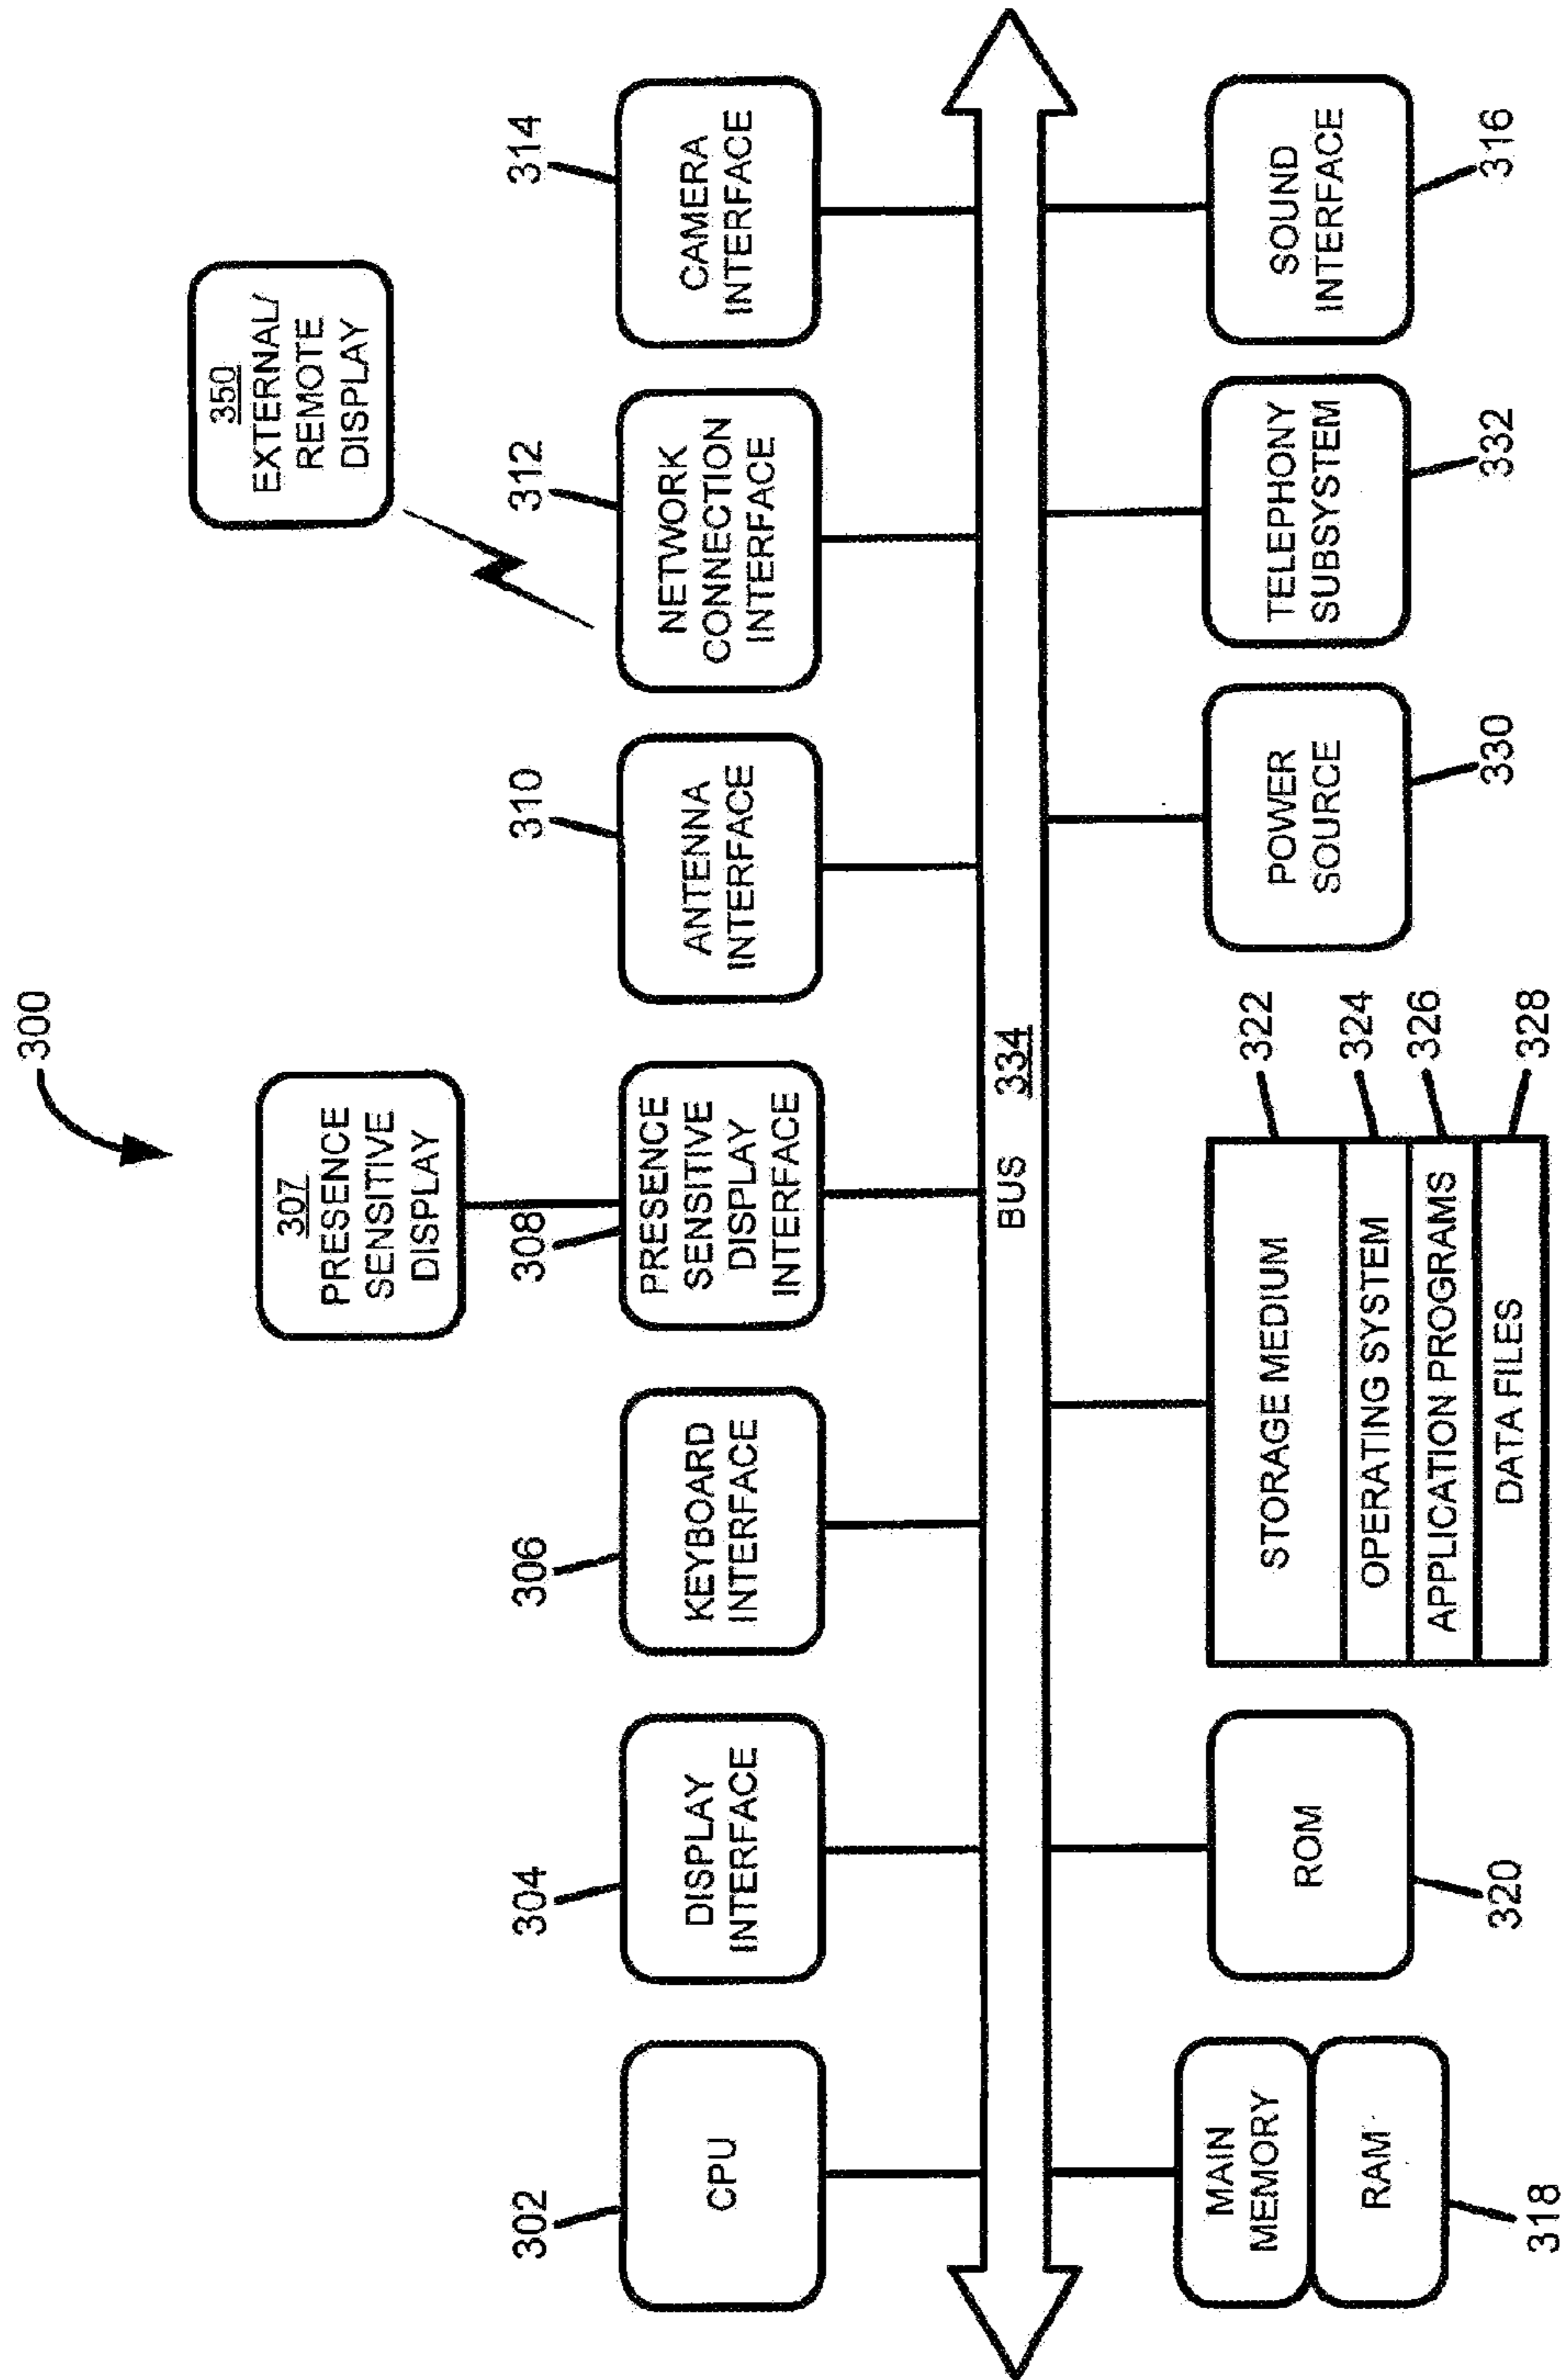 300
350
EXTERNAL/
REMOTE
DISPLAY
307
PRESENCE
SENSITIVE
DISPLAY
302
CPU
304
DISPLAY
INTERFACE
306
KEYBOARD
INTERFACE
308
PRESENCE
SENSITIVE
DISPLAY
INTERFACE
310
ANTENNA
INTERFACE
312
NETWORK
CONNECTION
INTERFACE
314
CAMERA
INTERFACE
BUS 334
MAIN
MEMORY
RAM
318
ROM
320
STORAGE MEDIUM
322
OPERATING SYSTEM
324
APPLICATION PROGRAMS
326
DATA FILES
328
POWER
SOURCE
330
TELEPHONY
SUBSYSTEM
332
SOUND
INTERFACE
316